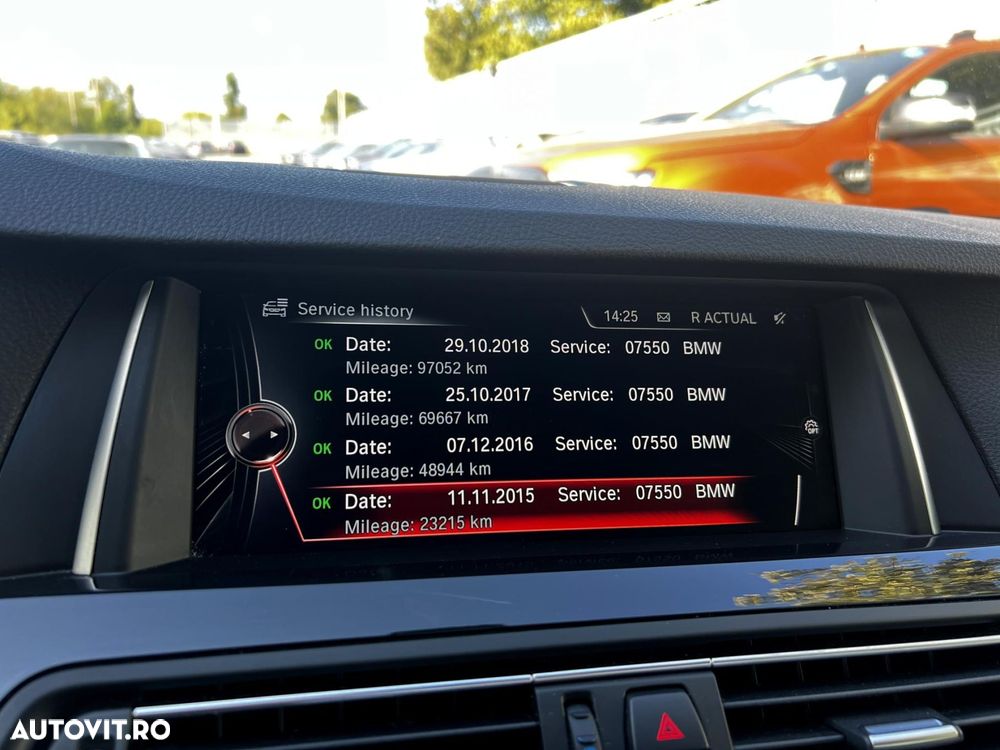 Service history
14:25 R ACTUAL
OK Date: 29.10.2018 Service: 07550 BMW
Mileage: 97052 km
OK Date: 25.10.2017 Service: 07550 BMW
Mileage: 69667 km
OK Date: 07.12.2016 Service: 07550 BMW
Mileage: 48944 km
OK Date: 11.11.2015 Service: 07550 BMW
Mileage: 23215 km
OPT
AUTOVIT.RO